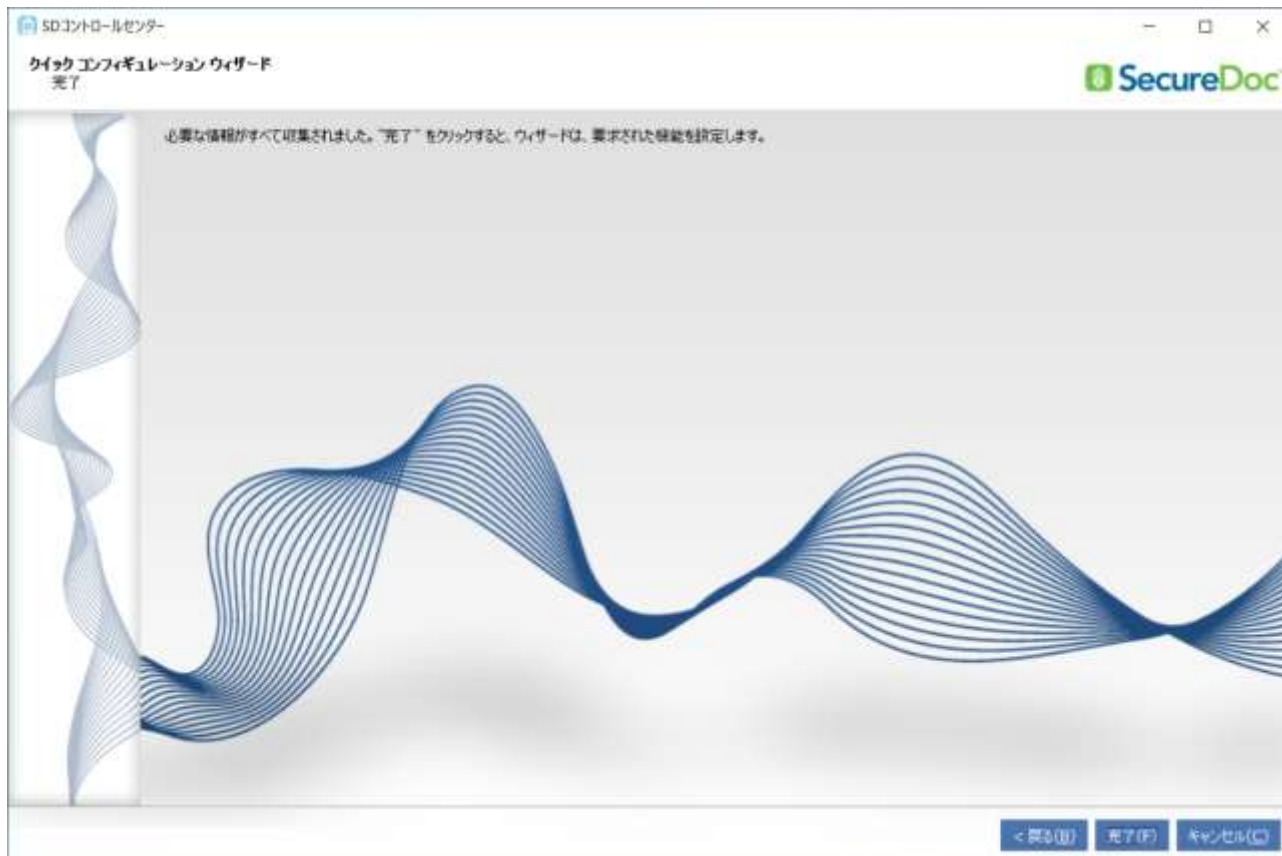 SDコントロールセンター
クイック コンフィギュレーション ウィザード
完了
SecureDoc
必要な情報がすべて収集されました。"完了" をクリックすると、ウィザードは、要求された機能を設定します。
< 戻る(B) 完了(F) キャンセル(C)